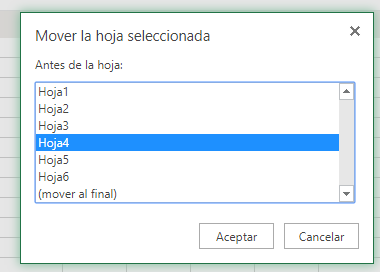 Mover la hoja seleccionada
Antes de la hoja:
Hoja1
Hoja2
Hoja3
Hoja4
Hoja5
Hoja6
(mover al final)
Aceptar
Cancelar